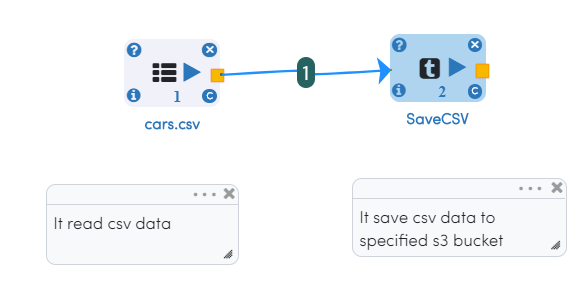 1
1
cars.csv
t
2
SaveCSV
It read csv data
It save csv data to
specified s3 bucket